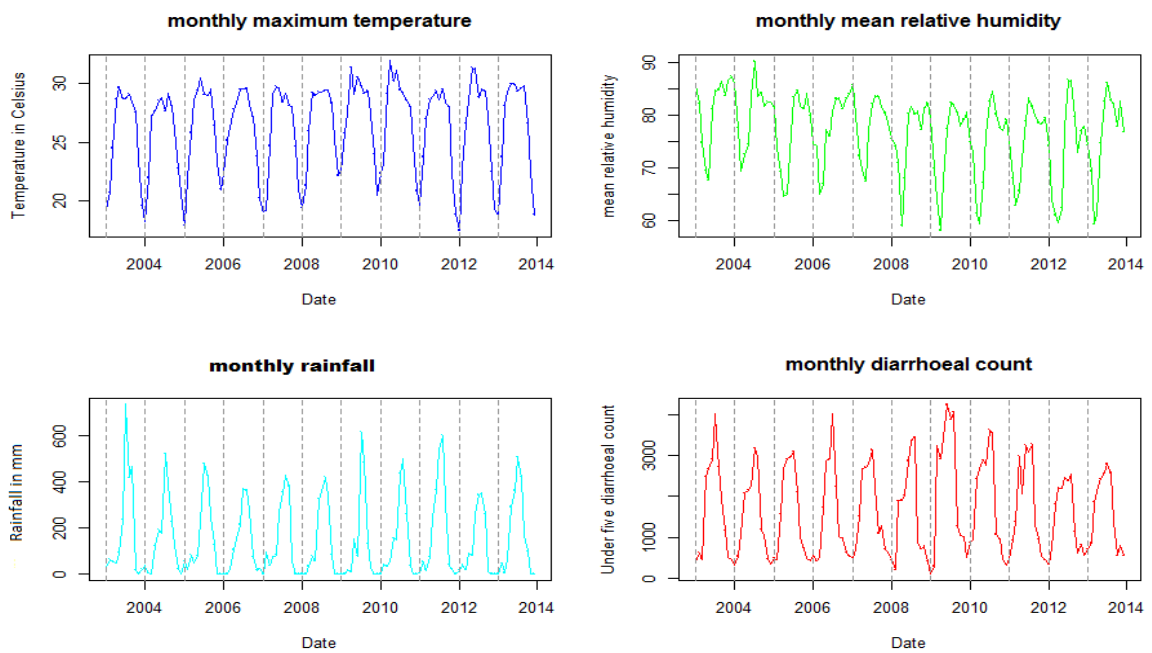 monthly maximum temperature
Temperature in Celsius
30
25
20
2004 2006 2008 2010 2012 2014
Date
monthly mean relative humidity
mean relative humidity
90
80
70
60
2004 2006 2008 2010 2012 2014
Date
monthly rainfall
Rainfall in mm
600
400
200
0
2004 2006 2008 2010 2012 2014
Date
monthly diarrhoeal count
Under five diarrhoeal count
3000
1000
0
2004 2006 2008 2010 2012 2014
Date